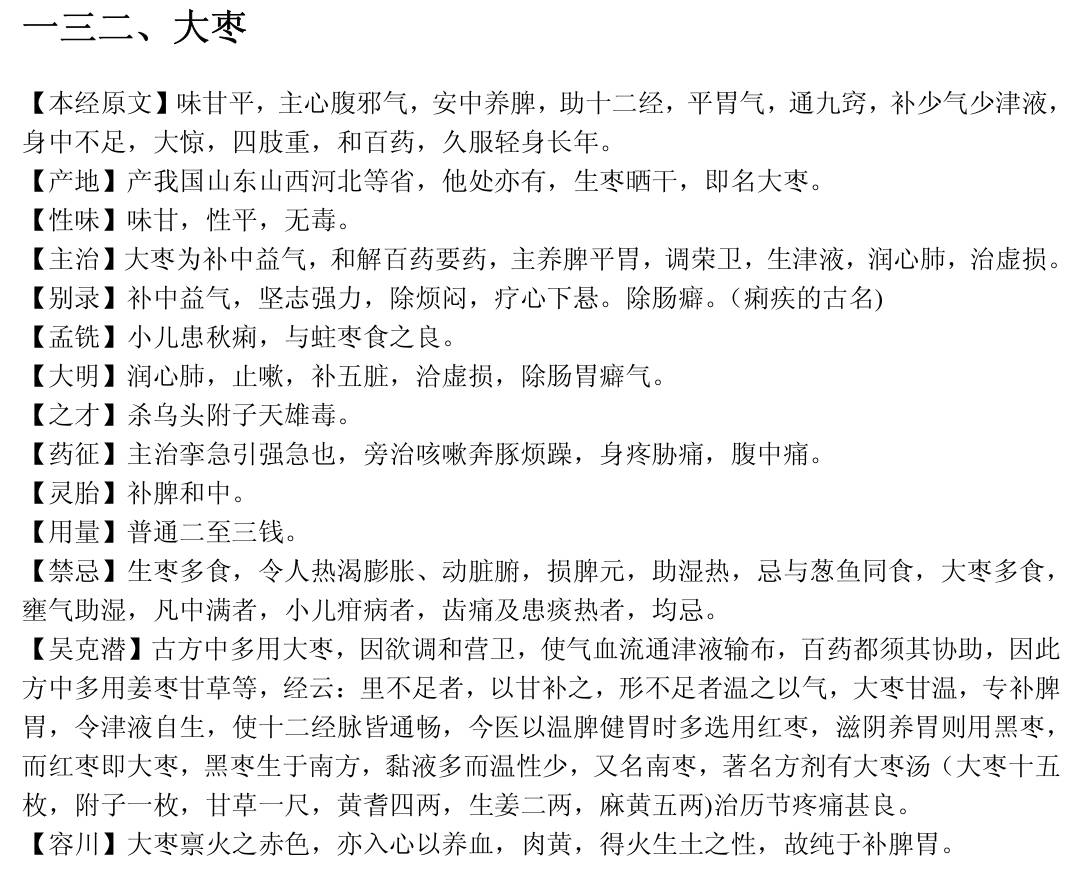 一三二、大枣
【本经原文】味甘平，主心腹邪气，安中养脾，助十二经，平胃气，通九窍，补少气少津液，
身中不足，大惊，四肢重，和百药，久服轻身长年。
【产地】产我国山东山西河北等省，他处亦有，生枣晒干，即名大枣。
【性味】味甘，性平，无毒。
【主治】大枣为补中益气，和解百药要药，主养脾平胃，调荣卫，生津液，润心肺，治虚损。
【别录】补中益气，坚志强力，除烦闷，疗心下悬。除肠癖。（痢疾的古名)
【孟铣】小儿患秋痢，与蛀枣食之良。
【大明】润心肺，止嗽，补五脏，洽虚损，除肠胃癖气。
【之才】杀乌头附子天雄毒。
【药征】主治挛急引强急也，旁治咳嗽奔豚烦躁，身疼胁痛，腹中痛。
【灵胎】补脾和中。
【用量】普通二至三钱。
【禁忌】生枣多食，令人热渴膨胀、动脏腑，损脾元，助湿热，忌与葱鱼同食，大枣多食，
壅气助湿，凡中满者，小儿疳病者，齿痛及患痰热者，均忌。
【吴克潜】古方中多用大枣，因欲调和营卫，使气血流通津液输布，百药都须其协助，因此
方中多用姜枣甘草等，经云：里不足者，以甘补之，形不足者温之以气，大枣甘温，专补脾
胃，令津液自生，使十二经脉皆通畅，今医以温脾健胃时多选用红枣，滋阴养胃则用黑枣，
而红枣即大枣，黑枣生于南方，黏液多而温性少，又名南枣，著名方剂有大枣汤（大枣十五
枚，附子一枚，甘草一尺，黄耆四两，生姜二两，麻黄五两)治历节疼痛甚良。
【容川】大枣禀火之赤色，亦入心以养血，肉黄，得火生土之性，故纯于补脾胃。